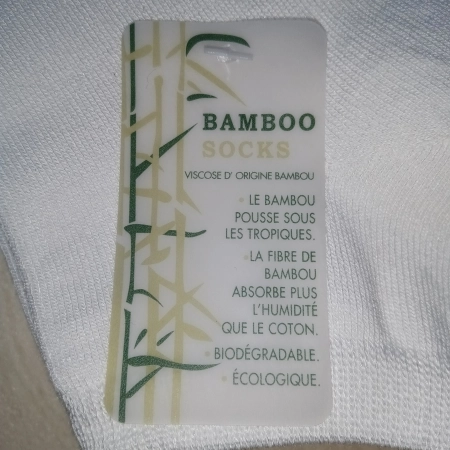 BAMBOO
SOCKS
VISCOSE D' ORIGINE BAMBOU
• LE BAMBOU
POUSSE SOUS
LES TROPIQUES.
• LA FIBRE DE
BAMBOU
ABSORBE PLUS
L'HUMIDITÉ
QUE LE COTON.
• BIODÉGRADABLE.
• ÉCOLOGIQUE.